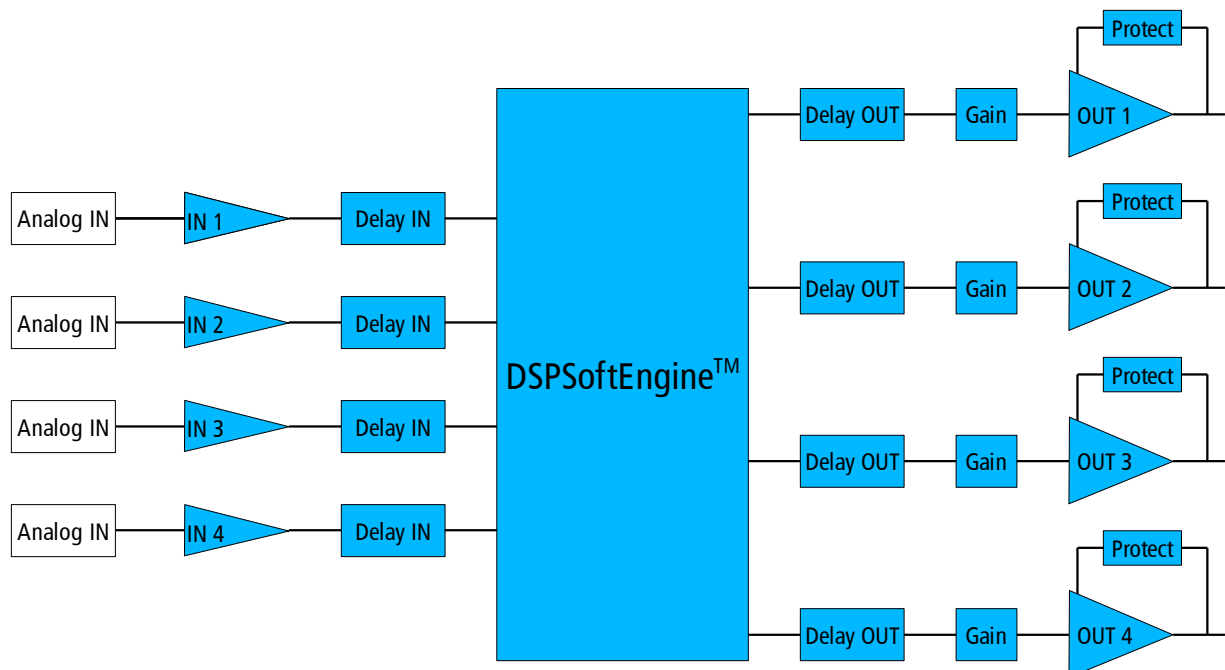 Protect
Delay OUT
Gain
OUT 1
Analog IN
IN 1
Delay IN
Protect
Delay OUT
Gain
OUT 2
Analog IN
IN 2
Delay IN
DSPSoftEngine™
Protect
Analog IN
IN 3
Delay IN
Delay OUT
Gain
OUT 3
Analog IN
IN 4
Delay IN
Protect
Delay OUT
Gain
OUT 4